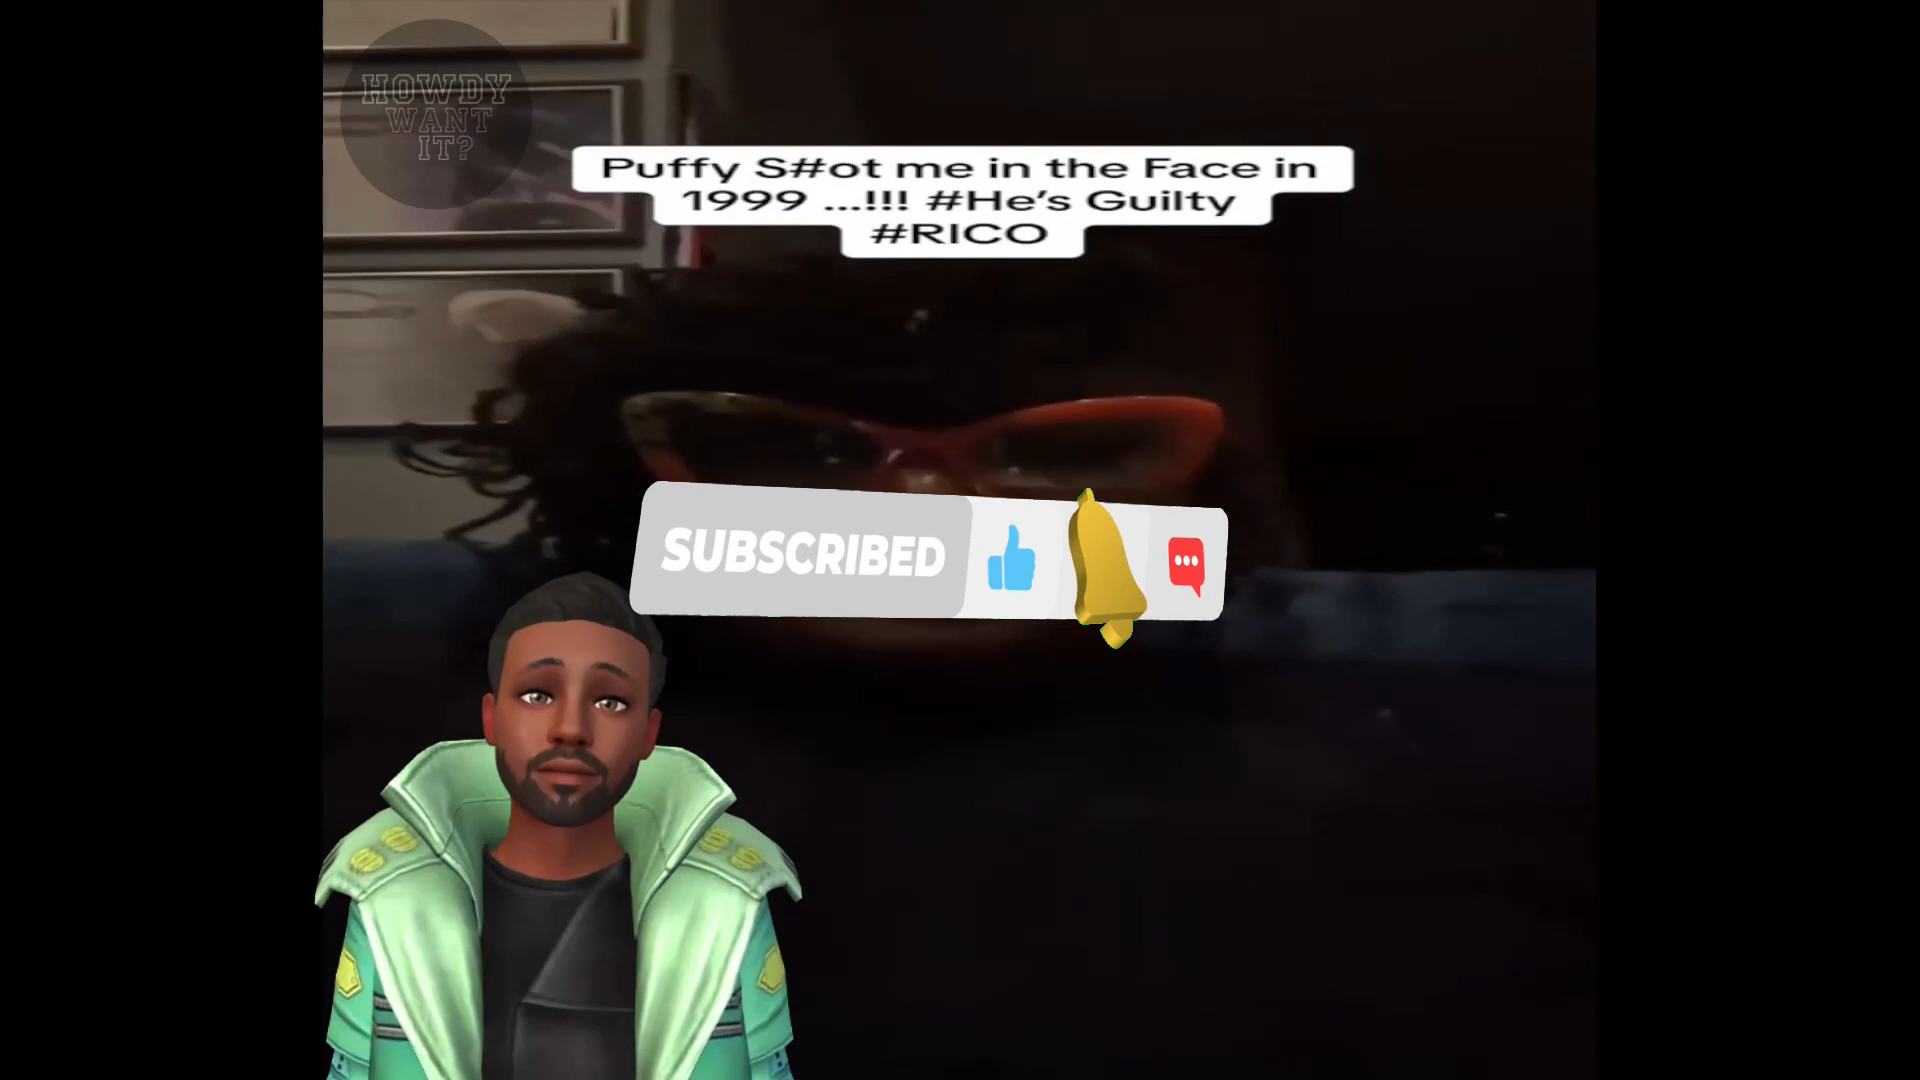 HOWDY
WANT
IT?
Puffy S#ot me in the Face in
1999 ...!!! #He's Guilty
#RICO
SUBSCRIBED